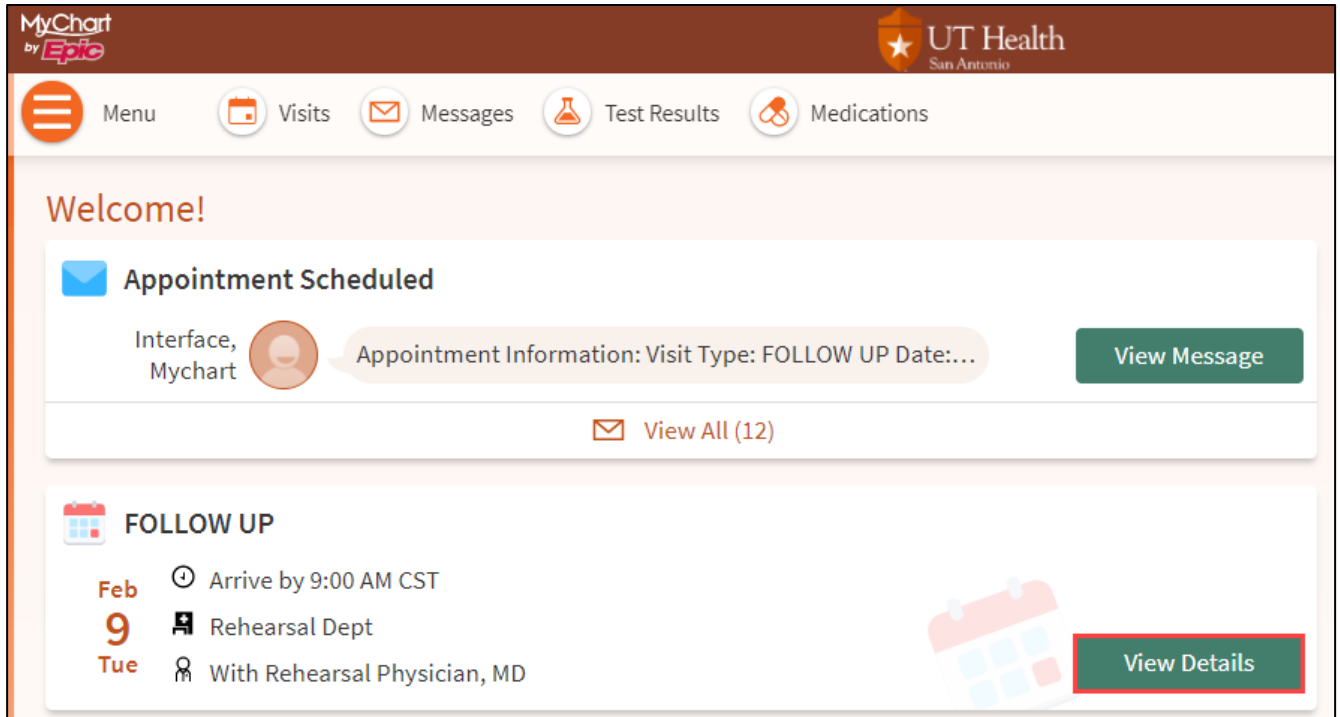 MyChart
by Epic
UT Health
San Antonio
Menu Visits Messages Test Results Medications
Welcome!
Appointment Scheduled
Interface,
Mychart
Appointment Information: Visit Type: FOLLOW UP Date:...
View Message
View All (12)
FOLLOW UP
Feb
9
Tue
Arrive by 9:00 AM CST
Rehearsal Dept
With Rehearsal Physician, MD
View Details